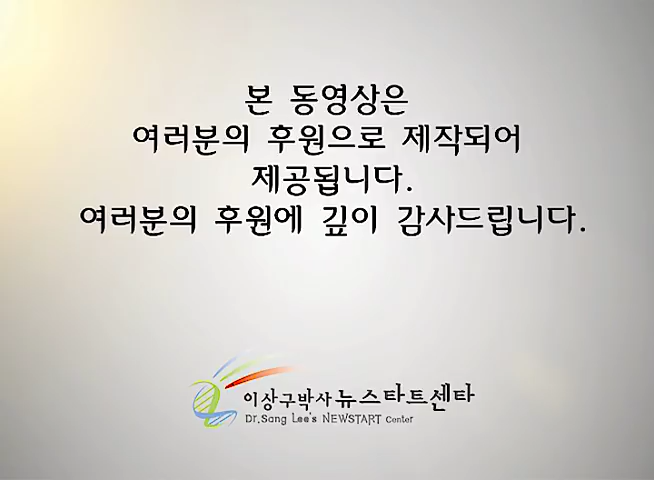 본 동영상은
여러분의 후원으로 제작되어
제공됩니다.
여러분의 후원에 깊이 감사드립니다.
이상구박사 뉴스타트센타
Dr.Sang Lee's NEWSTART Center